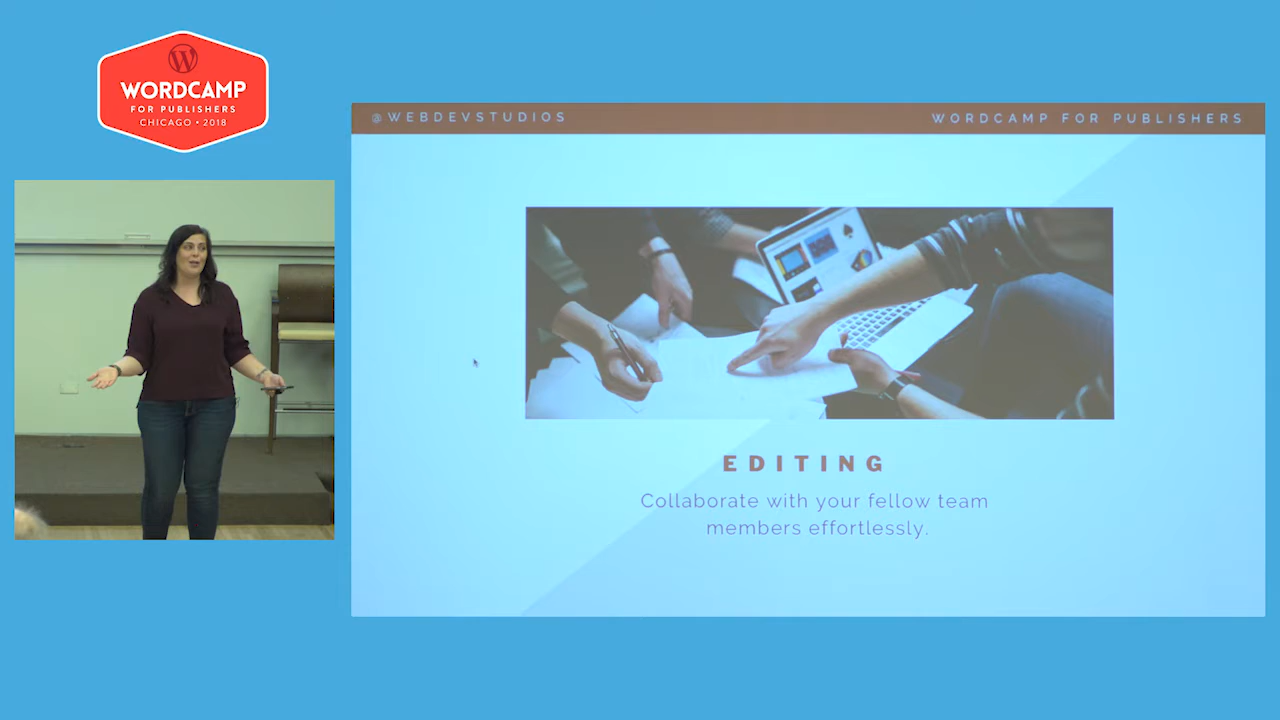 WORDCAMP
FOR PUBLISHERS
CHICAGO • 2018
@WEBDEVSTUDIOS
WORDCAMP FOR PUBLISHERS
EDITING
Collaborate with your fellow team
members effortlessly.